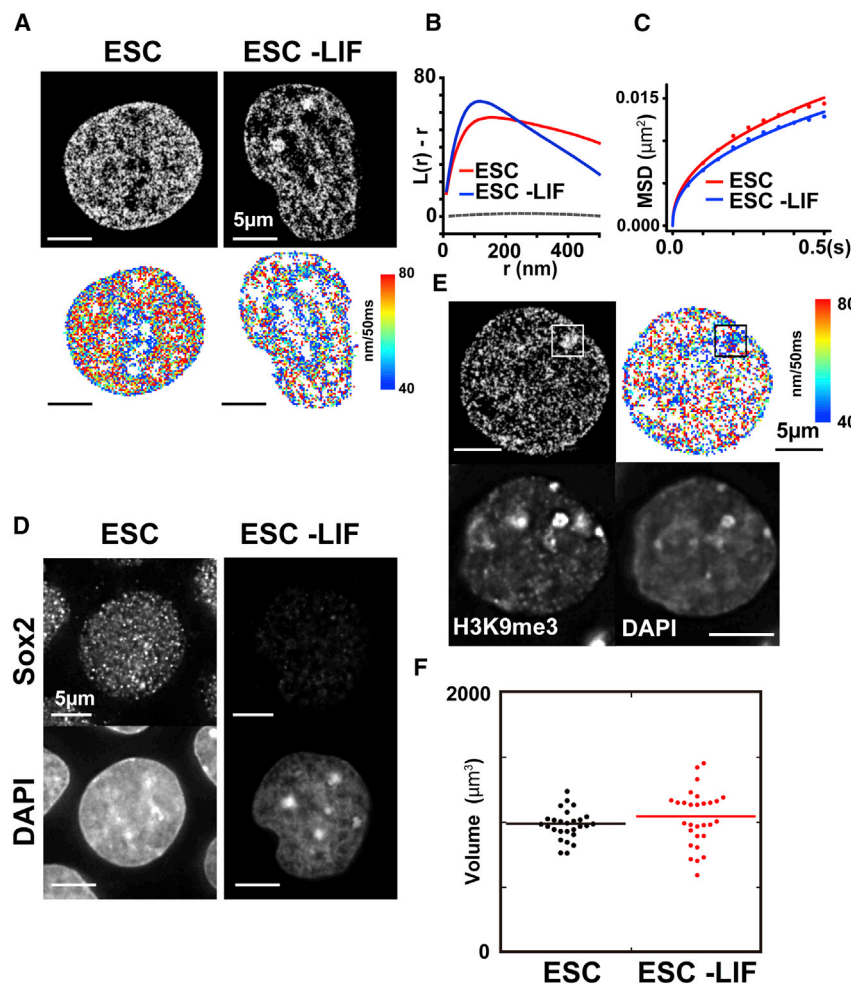 A
ESC
ESC -LIF
5μm
80
nm/50ms
40
B
80
L(r) - r
0
ESC
ESC -LIF
0
200
400
r (nm)
C
0.015
MSD (μm²)
0.000
ESC
ESC -LIF
0.0
0.5(s)
D
ESC
ESC -LIF
Sox2
5μm
DAPI
E
80
nm/50ms
40
5μm
H3K9me3
DAPI
F
2000
Volume (μm³)
0
ESC
ESC -LIF